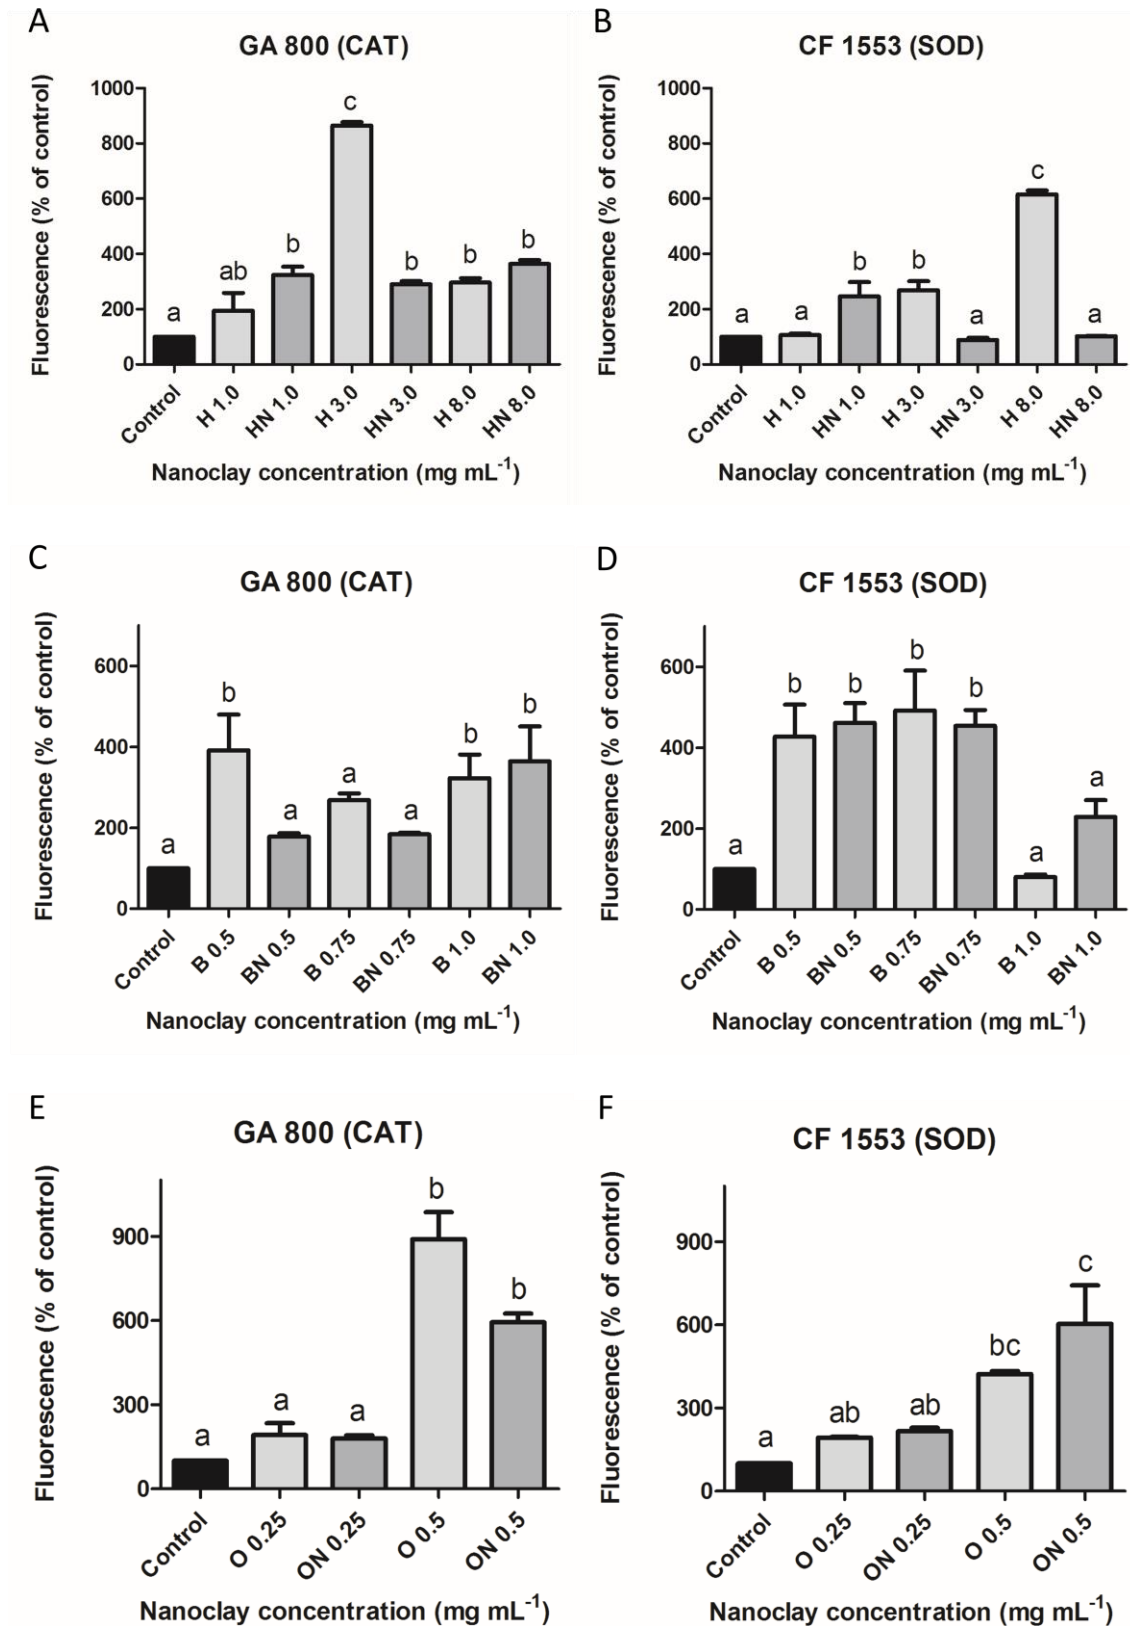 A
GA 800 (CAT)
Fluorescence (% of control)
1000
800
600
400
200
0
a
ab
b
c
b
b
b
Control
H 1.0
HN 1.0
H 3.0
HN 3.0
H 8.0
HN 8.0
Nanoclay concentration (mg mL⁻¹)
B
CF 1553 (SOD)
Fluorescence (% of control)
1000
800
600
400
200
0
a
a
b
b
a
c
a
Control
H 1.0
HN 1.0
H 3.0
HN 3.0
H 8.0
HN 8.0
Nanoclay concentration (mg mL⁻¹)
C
GA 800 (CAT)
Fluorescence (% of control)
600
400
200
0
a
b
a
a
a
b
b
Control
B 0.5
BN 0.5
B 0.75
BN 0.75
B 1.0
BN 1.0
Nanoclay concentration (mg mL⁻¹)
D
CF 1553 (SOD)
Fluorescence (% of control)
600
400
200
0
a
b
b
b
b
a
a
Control
B 0.5
BN 0.5
B 0.75
BN 0.75
B 1.0
BN 1.0
Nanoclay concentration (mg mL⁻¹)
E
GA 800 (CAT)
Fluorescence (% of control)
900
600
300
0
a
a
a
b
b
Control
O 0.25
ON 0.25
O 0.5
ON 0.5
Nanoclay concentration (mg mL⁻¹)
F
CF 1553 (SOD)
Fluorescence (% of control)
900
600
300
0
a
ab
ab
bc
c
Control
O 0.25
ON 0.25
O 0.5
ON 0.5
Nanoclay concentration (mg mL⁻¹)